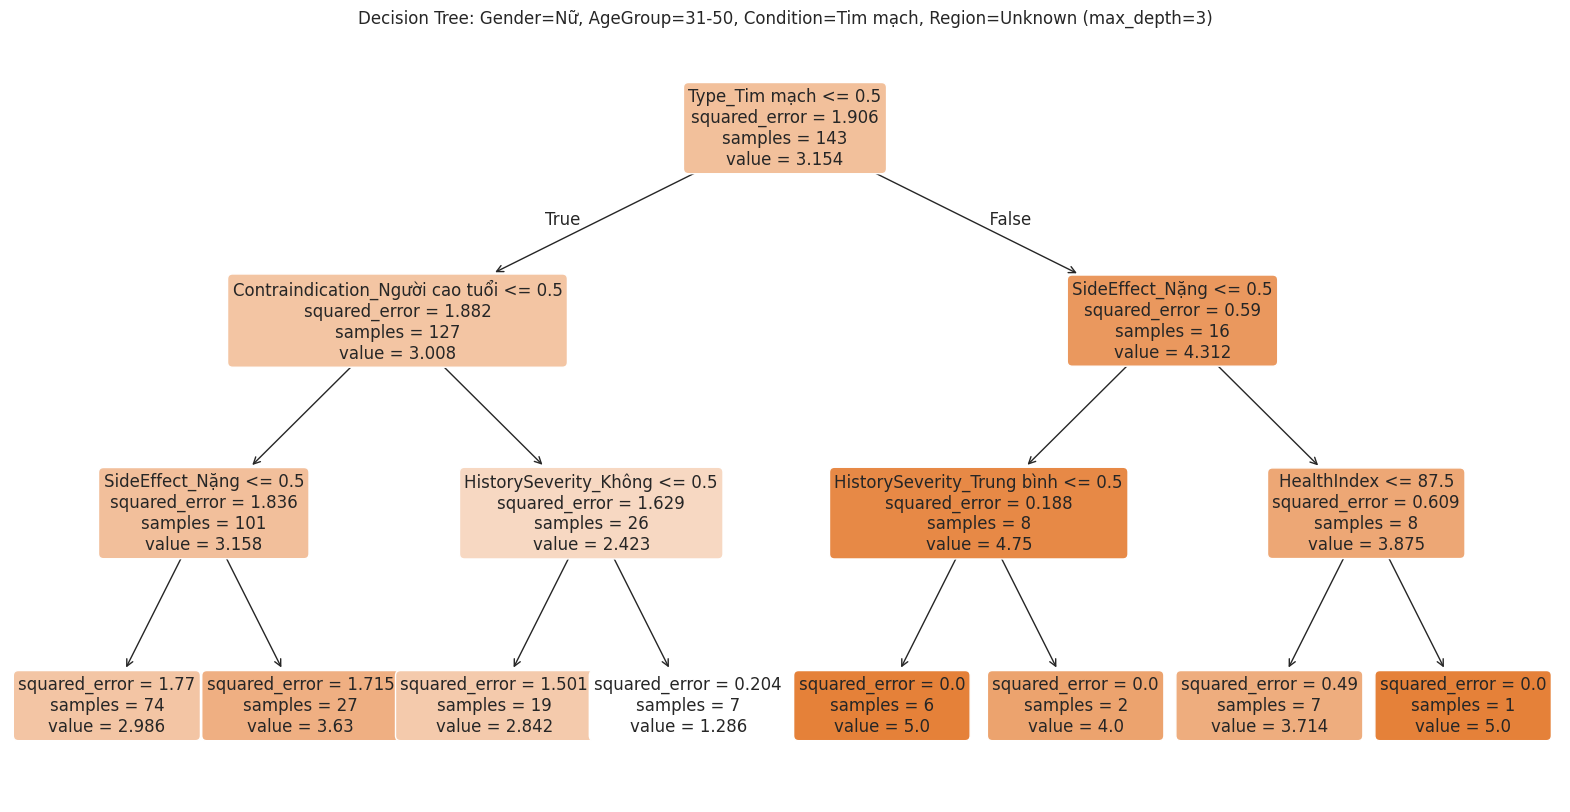 Decision Tree: Gender=Nữ, AgeGroup=31-50, Condition=Tim mạch, Region=Unknown (max_depth=3)
Type_Tim mạch <= 0.5
squared_error = 1.906
samples = 143
value = 3.154
True
False
Contraindication_Người cao tuổi <= 0.5
squared_error = 1.882
samples = 127
value = 3.008
SideEffect_Nặng <= 0.5
squared_error = 0.59
samples = 16
value = 4.312
SideEffect_Nặng <= 0.5
squared_error = 1.836
samples = 101
value = 3.158
HistorySeverity_Không <= 0.5
squared_error = 1.629
samples = 26
value = 2.423
HistorySeverity_Trung bình <= 0.5
squared_error = 0.188
samples = 8
value = 4.75
HealthIndex <= 87.5
squared_error = 0.609
samples = 8
value = 3.875
squared_error = 1.77
samples = 74
value = 2.986
squared_error = 1.715
samples = 27
value = 3.63
squared_error = 1.501
samples = 19
value = 2.842
squared_error = 0.204
samples = 7
value = 1.286
squared_error = 0.0
samples = 6
value = 5.0
squared_error = 0.0
samples = 2
value = 4.0
squared_error = 0.49
samples = 7
value = 3.714
squared_error = 0.0
samples = 1
value = 5.0